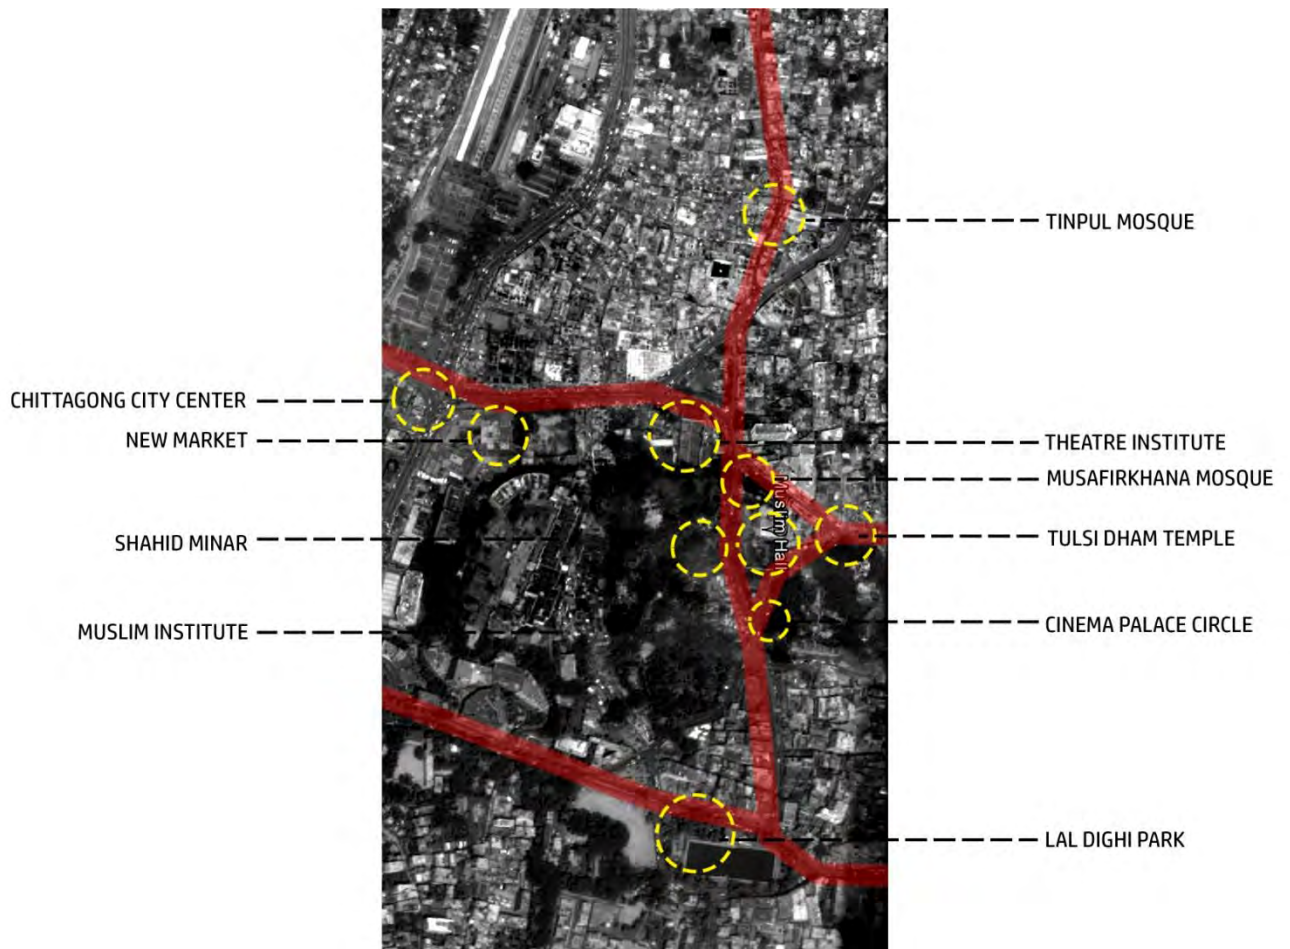 TINPUL MOSQUE
CHITTAGONG CITY CENTER
NEW MARKET
THEATRE INSTITUTE
MUSAFIRKHANA MOSQUE
Muslim Hall
SHAHID MINAR
TULSI DHAM TEMPLE
MUSLIM INSTITUTE
CINEMA PALACE CIRCLE
LAL DIGHI PARK